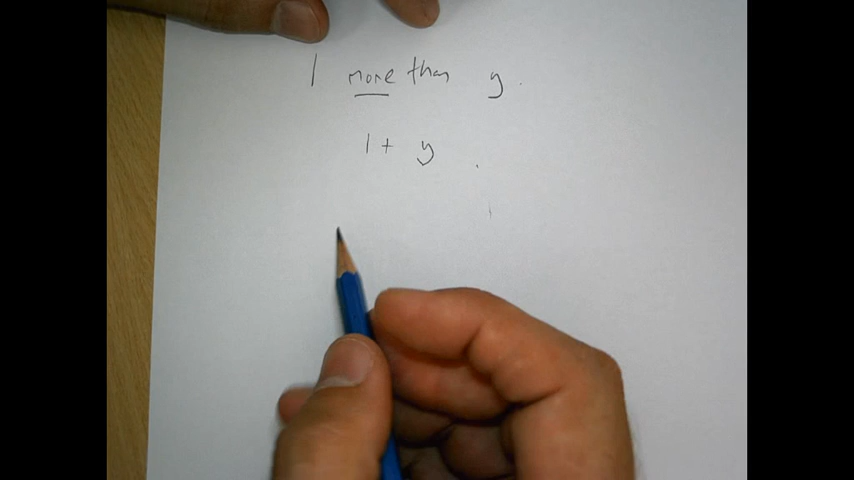 1 more than y.
1 + y